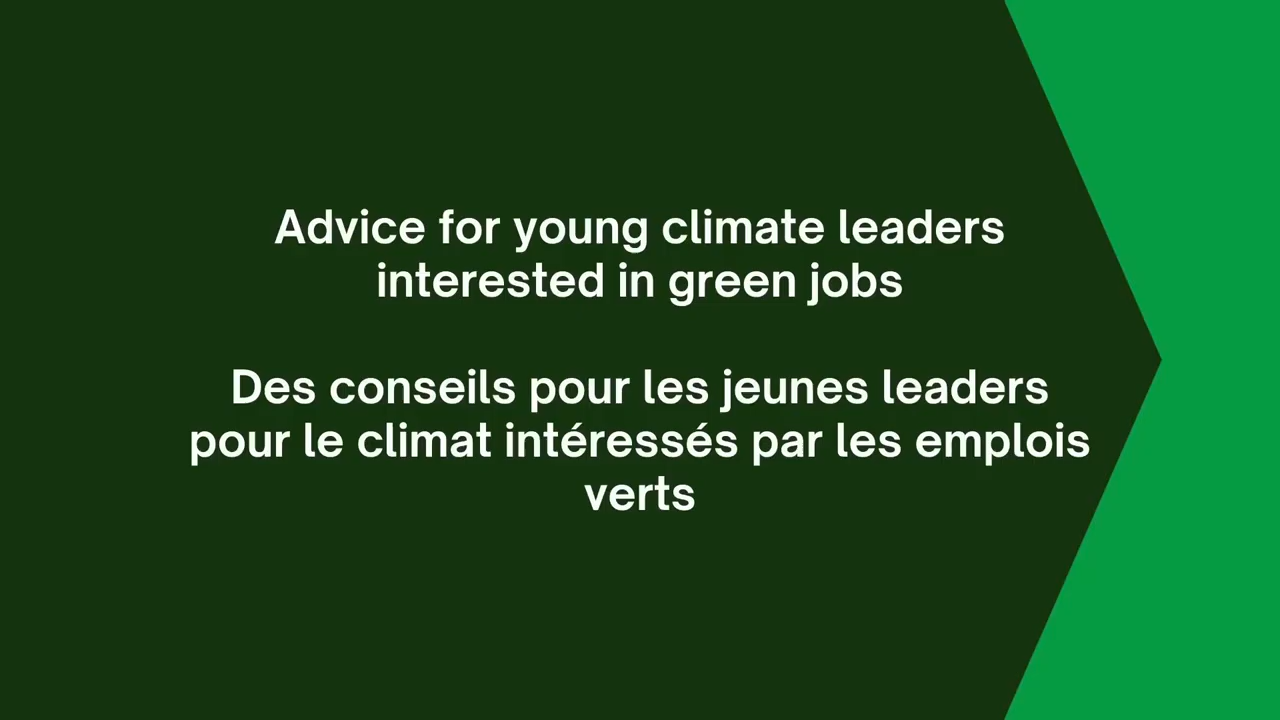 Advice for young climate leaders
interested in green jobs
Des conseils pour les jeunes leaders
pour le climat intéressés par les emplois
verts